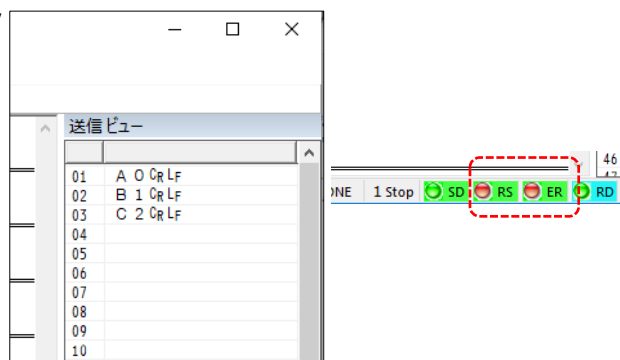 送信ビュー
01 A 0 CR LF
02 B 1 CR LF
03 C 2 CR LF
04
05
06
07
08
09
10
46
ONE 1 Stop SD RS ER RD